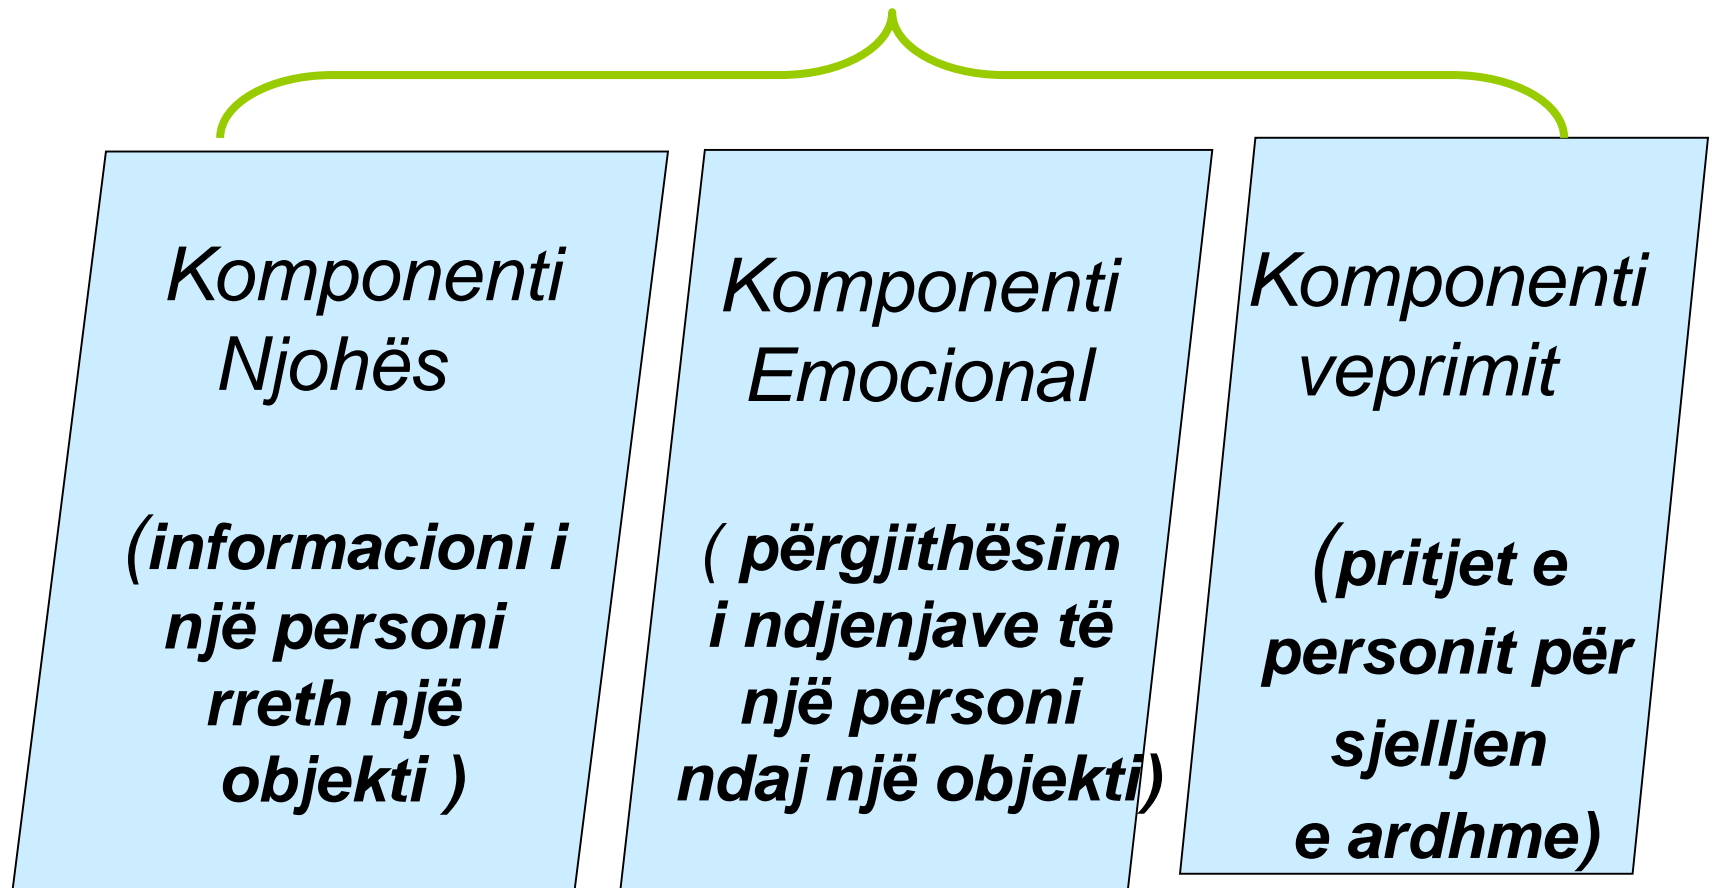 Komponenti
Njohës
(informacioni i
një personi
rreth një
objekti )
Komponenti
Emocional
( përgjithësim
i ndjenjave të
një personi
ndaj një objekti)
Komponenti
veprimit
(pritjet e
personit për
sjelljen
e ardhme)